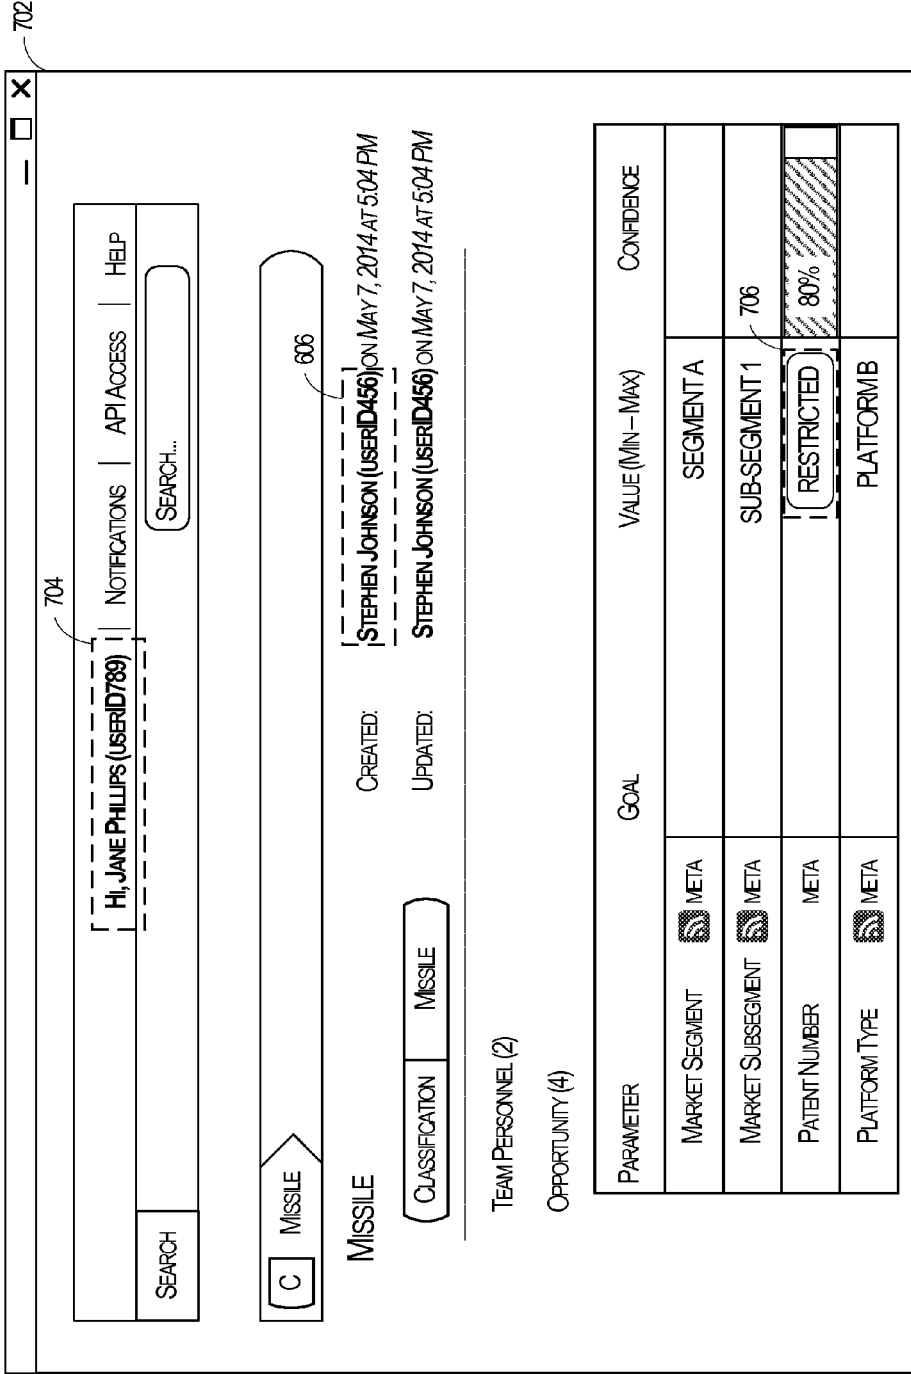 702
704
Hi, Jane Phillips (userID789) | Notifications | API Access | Help
Search
Search...
C Missile
606
Missile
Created: Stephen Johnson (userID456) on May 7, 2014 at 5:04 PM
Classification Missile
Updated: Stephen Johnson (userID456) on May 7, 2014 at 5:04 PM
Team Personnel (2)
Opportunity (4)
Parameter Goal Value (Min – Max) Confidence
Market Segment META SEGMENT A
706
Market Subsegment META SUB-SEGMENT 1
Patent Number META RESTRICTED 80%
Platform Type META PLATFORM B